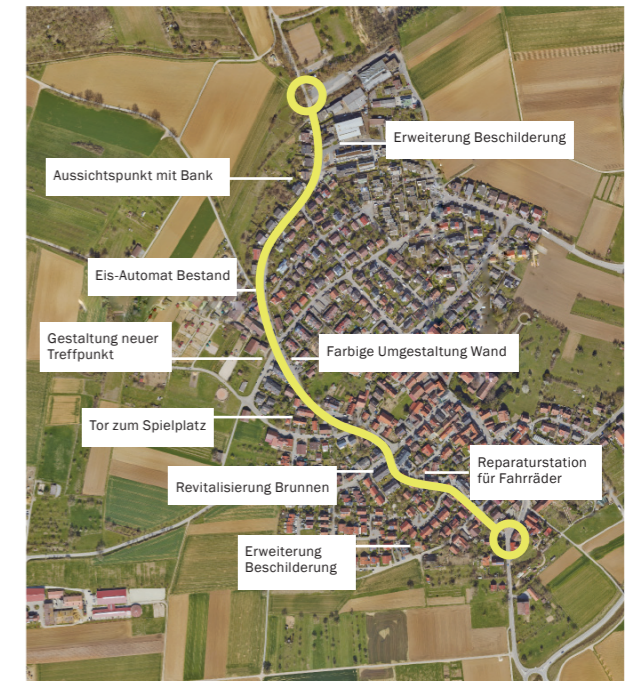 Erweiterung Beschilderung
Aussichtspunkt mit Bank
Eis-Automat Bestand
Gestaltung neuer
Treffpunkt
Farbige Umgestaltung Wand
Tor zum Spielplatz
Reparaturstation
für Fahrräder
Revitalisierung Brunnen
Erweiterung
Beschilderung